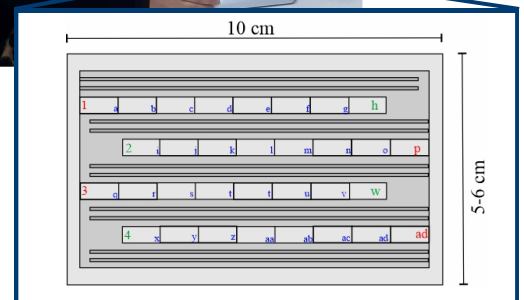 10 cm
1 a b c d e f g h
2 i j k l m n o p
3 q r s t t u v w
4 x y z aa ab ac ad ad
5-6 cm